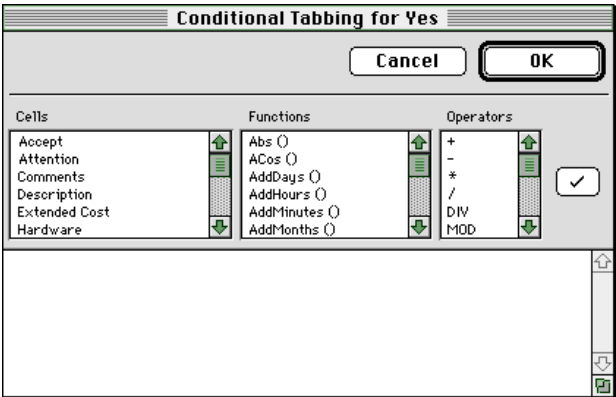 Conditional Tabbing for Yes
Cancel
OK
Cells
Functions
Operators
Accept
Attention
Comments
Description
Extended Cost
Hardware
Abs ()
ACos ()
AddDays ()
AddHours ()
AddMinutes ()
AddMonths ()
+
-
*
/
DIV
MOD